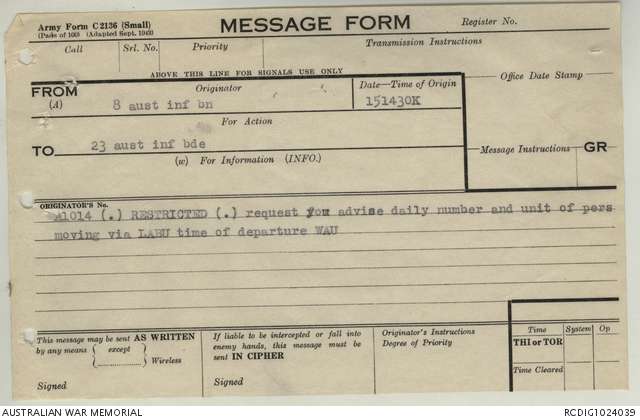 Army Form C 2136 (Small)
(Pads of 100) (Adapted Sept. 1943)
MESSAGE FORM
Register No.
Call Srl. No. Priority Transmission Instructions
ABOVE THIS LINE FOR SIGNALS USE ONLY
FROM Originator Date—Time of Origin Office Date Stamp
(A) 8 aust inf bn 151430K
For Action
TO 23 aust inf bde
(w) For Information (INFO.)
Message Instructions GR
ORIGINATOR'S No.
A1014 (.) RESTRICTED (.) request you advise daily number and unit of pers
moving via LABU time of departure WAU
This message may be sent AS WRITTEN
by any means { except } Wireless
Signed
If liable to be intercepted or fall into
enemy hands, this message must be
sent IN CIPHER
Signed
Originator's Instructions
Degree of Priority
Time System Op
THI or TOR
Time Cleared
AUSTRALIAN WAR MEMORIAL RCDIG1024039